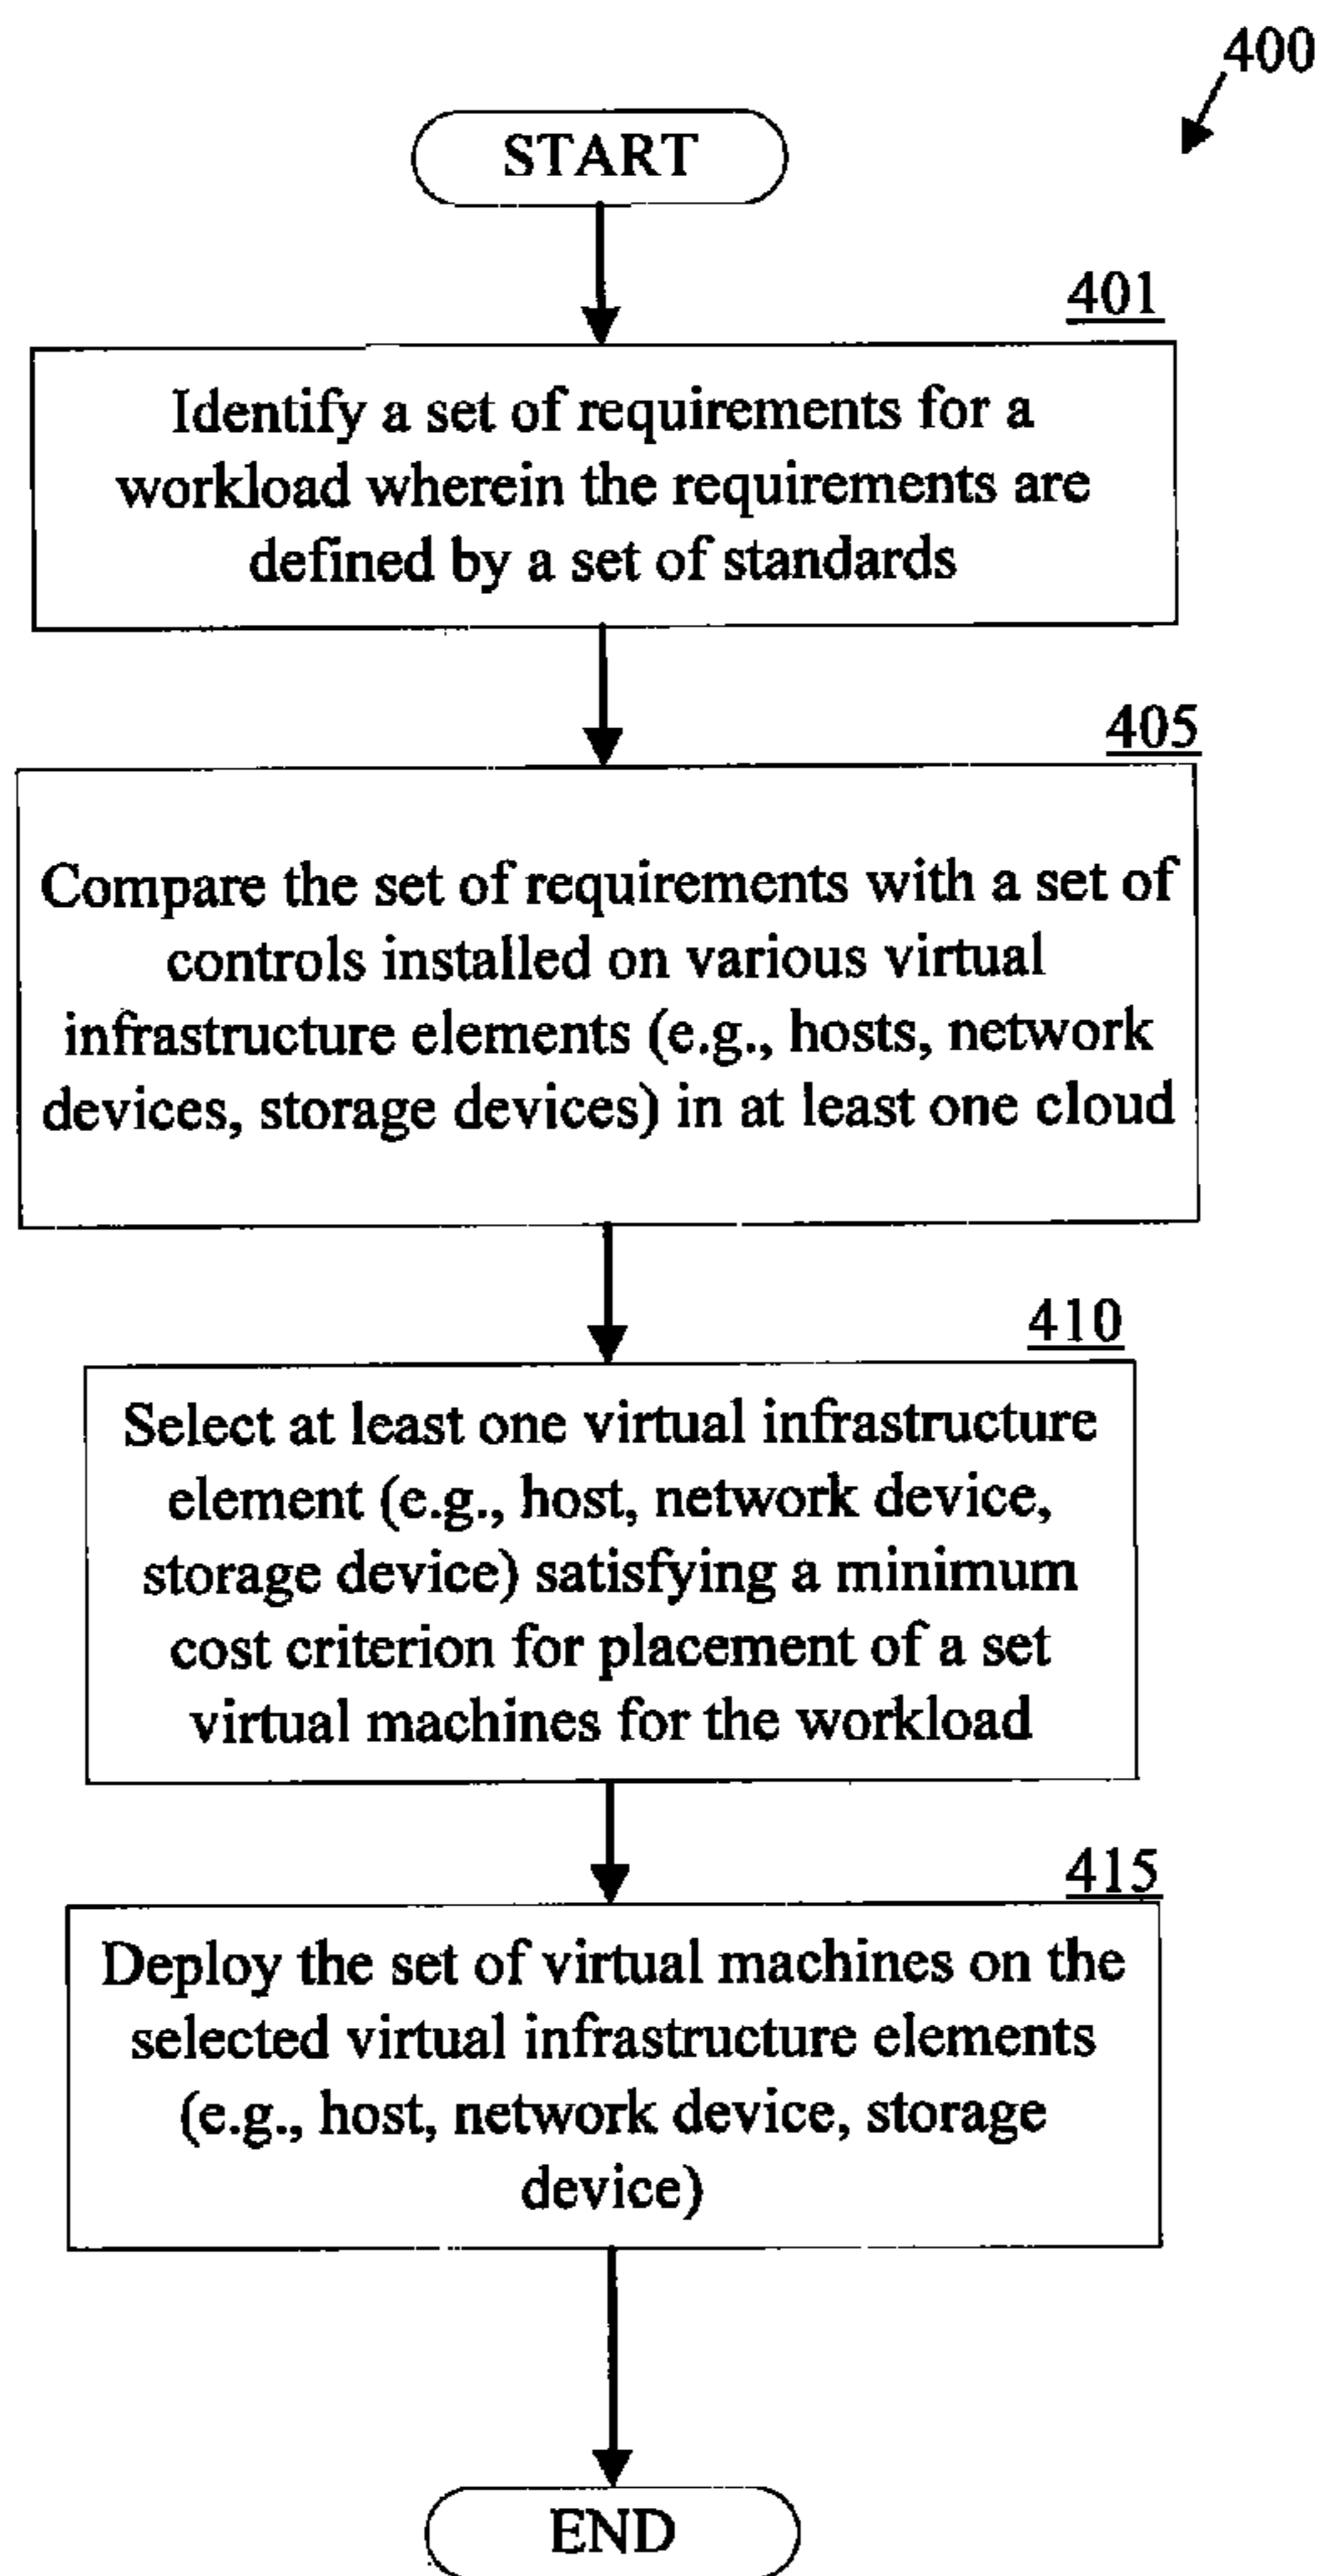 400
START
401
Identify a set of requirements for a
workload wherein the requirements are
defined by a set of standards
405
Compare the set of requirements with a set of
controls installed on various virtual
infrastructure elements (e.g., hosts, network
devices, storage devices) in at least one cloud
410
Select at least one virtual infrastructure
element (e.g., host, network device,
storage device) satisfying a minimum
cost criterion for placement of a set
virtual machines for the workload
415
Deploy the set of virtual machines on the
selected virtual infrastructure elements
(e.g., host, network device, storage
device)
END